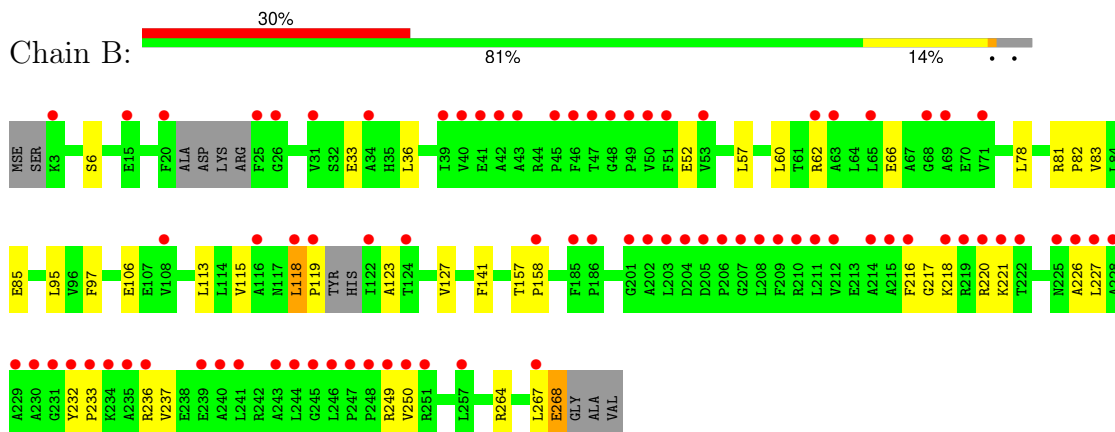 30%
Chain B:
81% 14% • •
MSE SER K3 S6 E15 F20 ALA ASP LYS ARG F25 G26 V31 S32 E33 A34 H35 L36 I39 V40 E41 A42 A43 R44 P45 F46 T47 G48 P49 V50 F51 E52 V53 L57 L60 T61 R62 A63 L64 L65 E66 A67 G68 A69 E70 V71 L78 R81 P82 V83 L84
E85 L95 V96 F97 E106 E107 V108 L113 L114 V115 A116 N117 L118 P119 TYR HIS I122 A123 T124 V127 F141 T157 P158 F185 P186 G201 A202 L203 D204 D205 P206 G207 L208 F209 R210 L211 V212 E213 A214 A215 F216 G217 K218 R219 R220 K221 T222 N225 A226 L227 A228
A229 A230 G231 Y232 P233 K234 A235 R236 V237 E238 E239 A240 L241 R242 A243 L244 G245 L246 P247 P248 R249 V250 R251 L257 R264 L267 E268 GLY ALA VAL